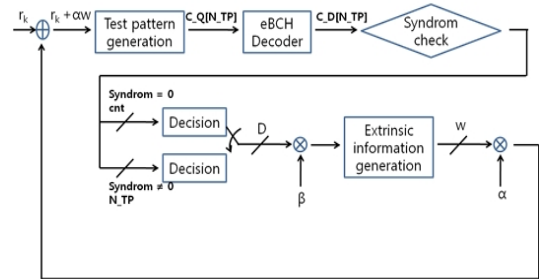 r_k
r_k +αw
Test pattern
generation
C_Q[N_TP]
eBCH
Decoder
C_D[N_TP]
Syndrom
check
Syndrom = 0
cnt
Decision
Decision
Syndrom ≠ 0
N_TP
D
β
Extrinsic
information
generation
w
α